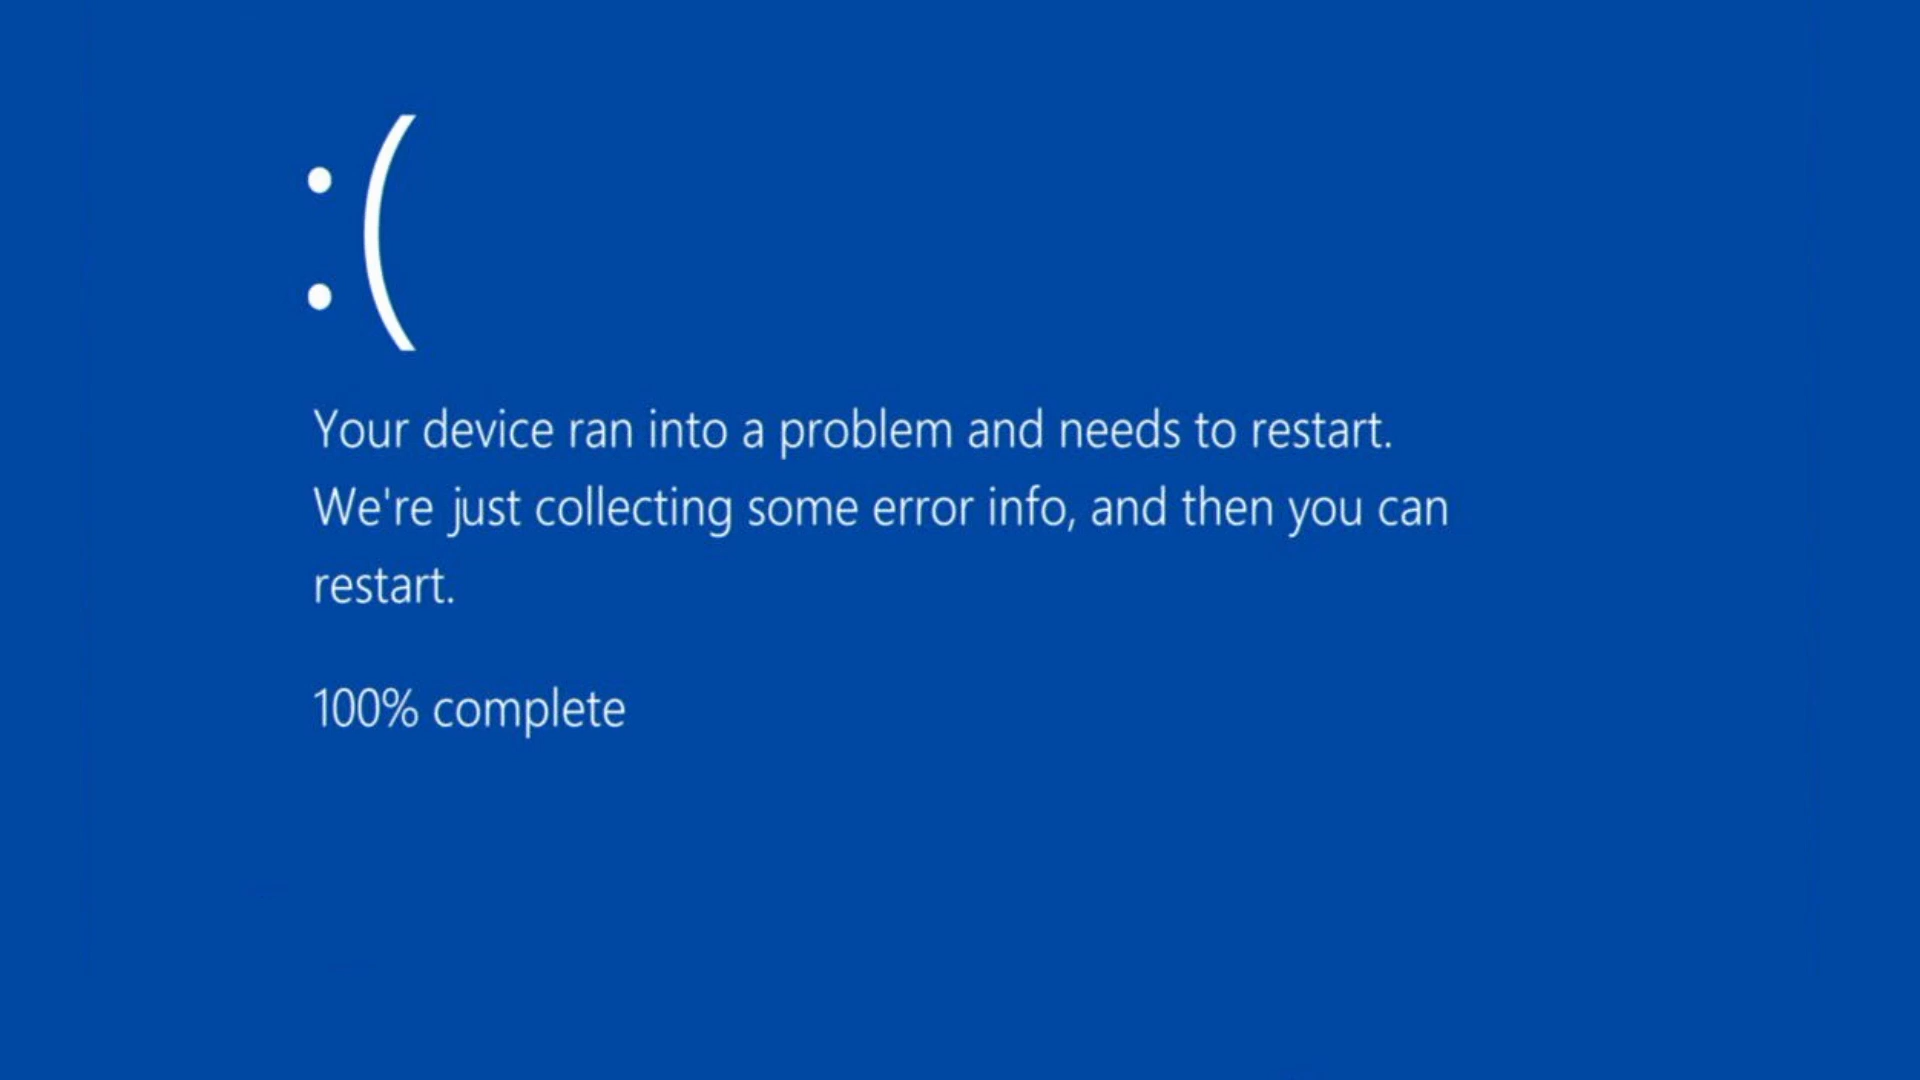 :(
Your device ran into a problem and needs to restart.
We're just collecting some error info, and then you can
restart.
100% complete